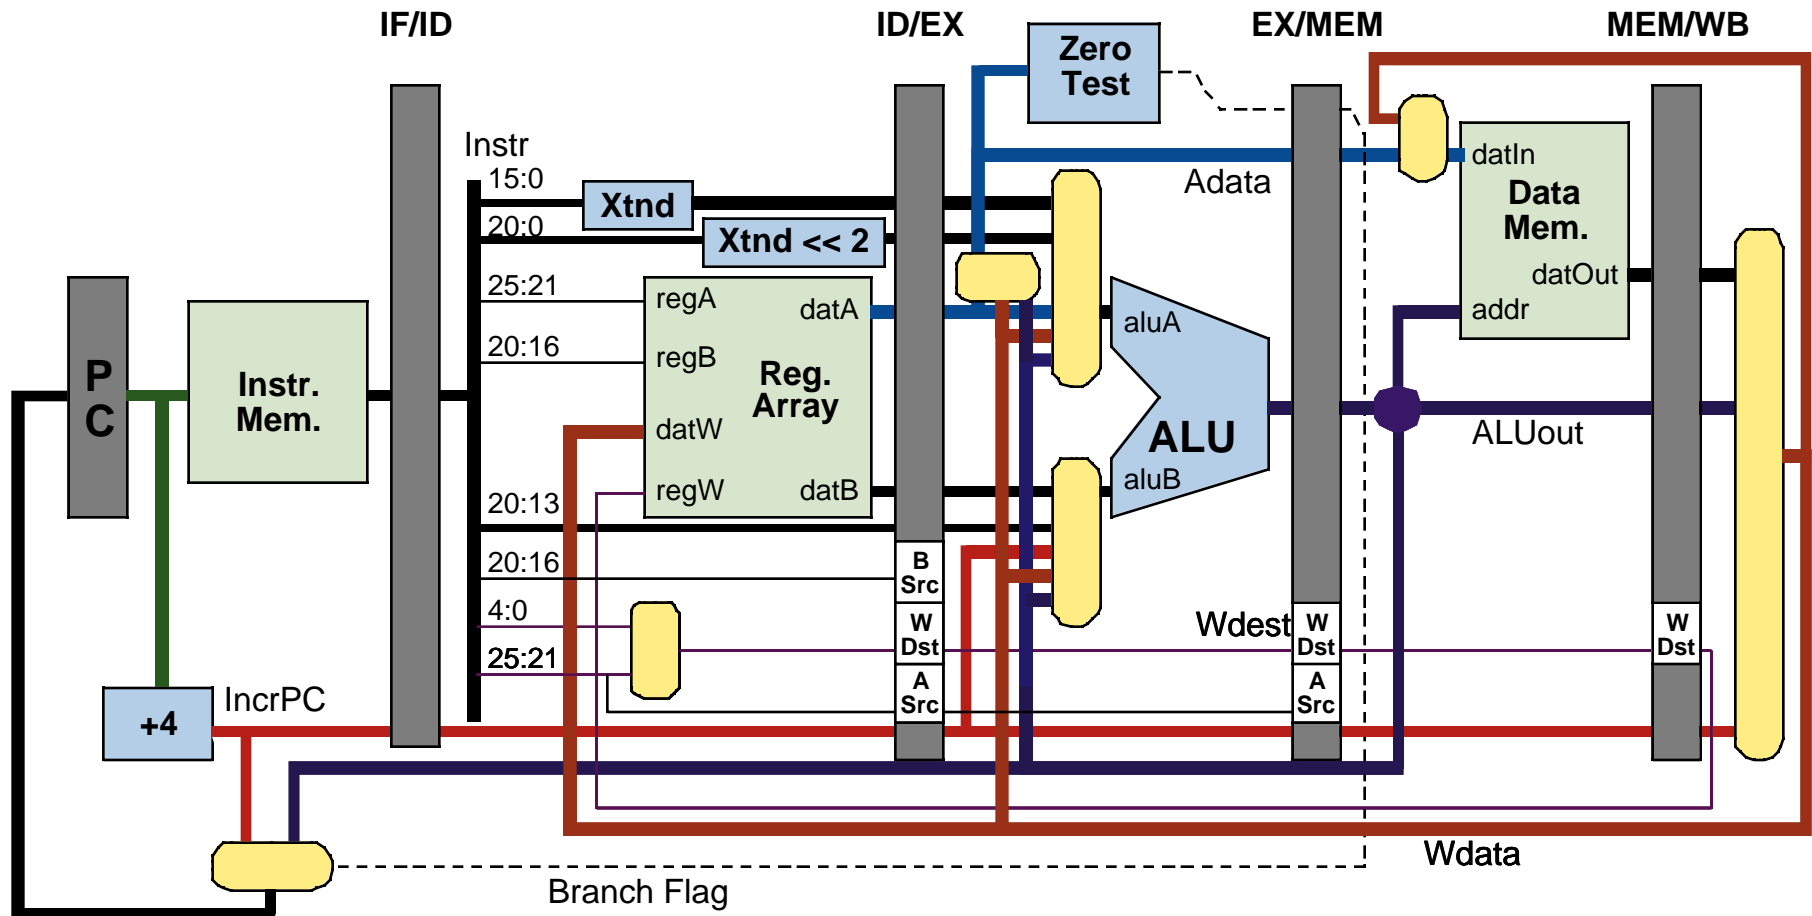 IF/ID
ID/EX
EX/MEM
MEM/WB
Zero
Test
Instr
15:0
Xtnd
20:0
Xtnd << 2
Adata
datIn
Data
Mem.
datOut
addr
25:21
regA
datA
20:16
regB
Reg.
Array
datW
regW
datB
P
C
Instr.
Mem.
aluA
ALU
aluB
ALUout
20:13
20:16
4:0
25:21
B
Src
W
Dst
A
Src
Wdest
W
Dst
A
Src
W
Dst
+4
IncrPC
Wdata
Branch Flag